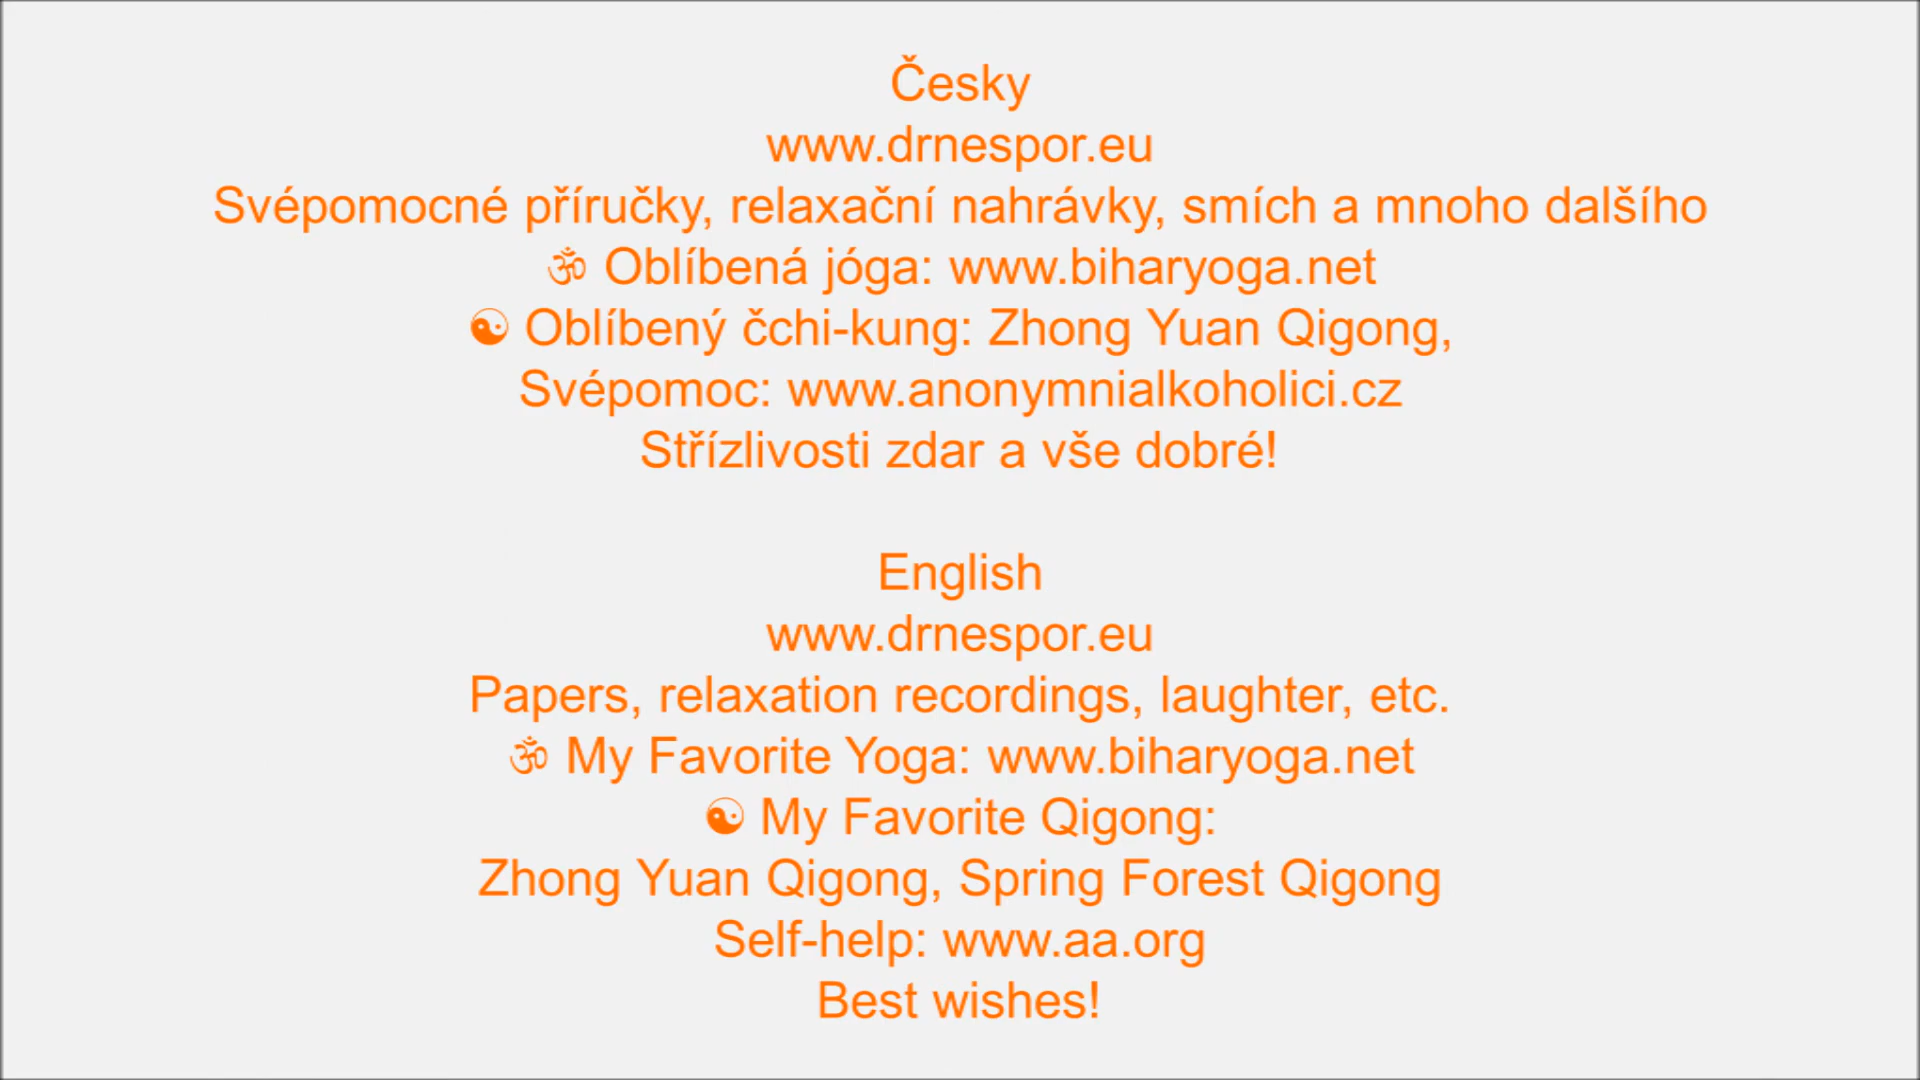 Česky
www.drnespor.eu
Svépomocné příručky, relaxační nahrávky, smích a mnoho dalšího
🕉 Oblíbená jóga: www.biharyoga.net
☯ Oblíbený čchi-kung: Zhong Yuan Qigong,
Svépomoc: www.anonymnialkoholici.cz
Střízlivosti zdar a vše dobré!
English
www.drnespor.eu
Papers, relaxation recordings, laughter, etc.
🕉 My Favorite Yoga: www.biharyoga.net
☯ My Favorite Qigong:
Zhong Yuan Qigong, Spring Forest Qigong
Self-help: www.aa.org
Best wishes!